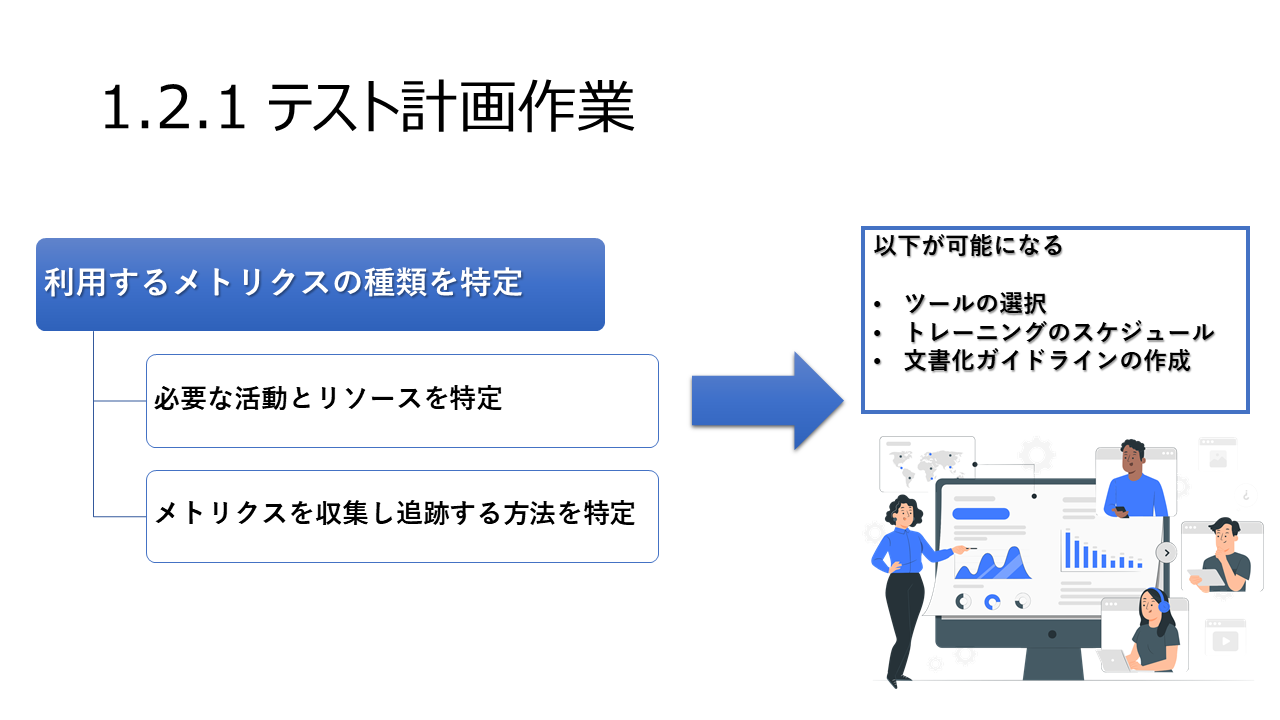 1.2.1 テスト計画作業
利用するメトリクスの種類を特定
必要な活動とリソースを特定
メトリクスを収集し追跡する方法を特定
以下が可能になる
• ツールの選択
• トレーニングのスケジュール
• 文書化ガイドラインの作成